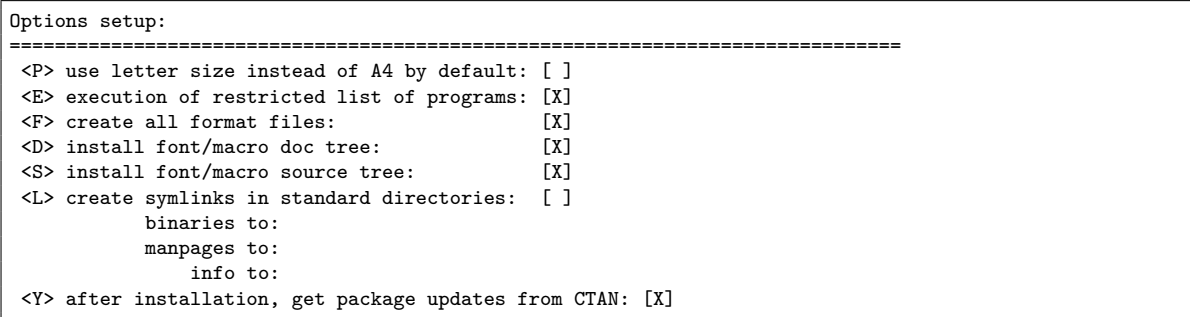 Options setup:
===============================================================================
<P> use letter size instead of A4 by default: [ ]
<E> execution of restricted list of programs: [X]
<F> create all format files: [X]
<D> install font/macro doc tree: [X]
<S> install font/macro source tree: [X]
<L> create symlinks in standard directories: [ ]
binaries to:
manpages to:
info to:
<Y> after installation, get package updates from CTAN: [X]